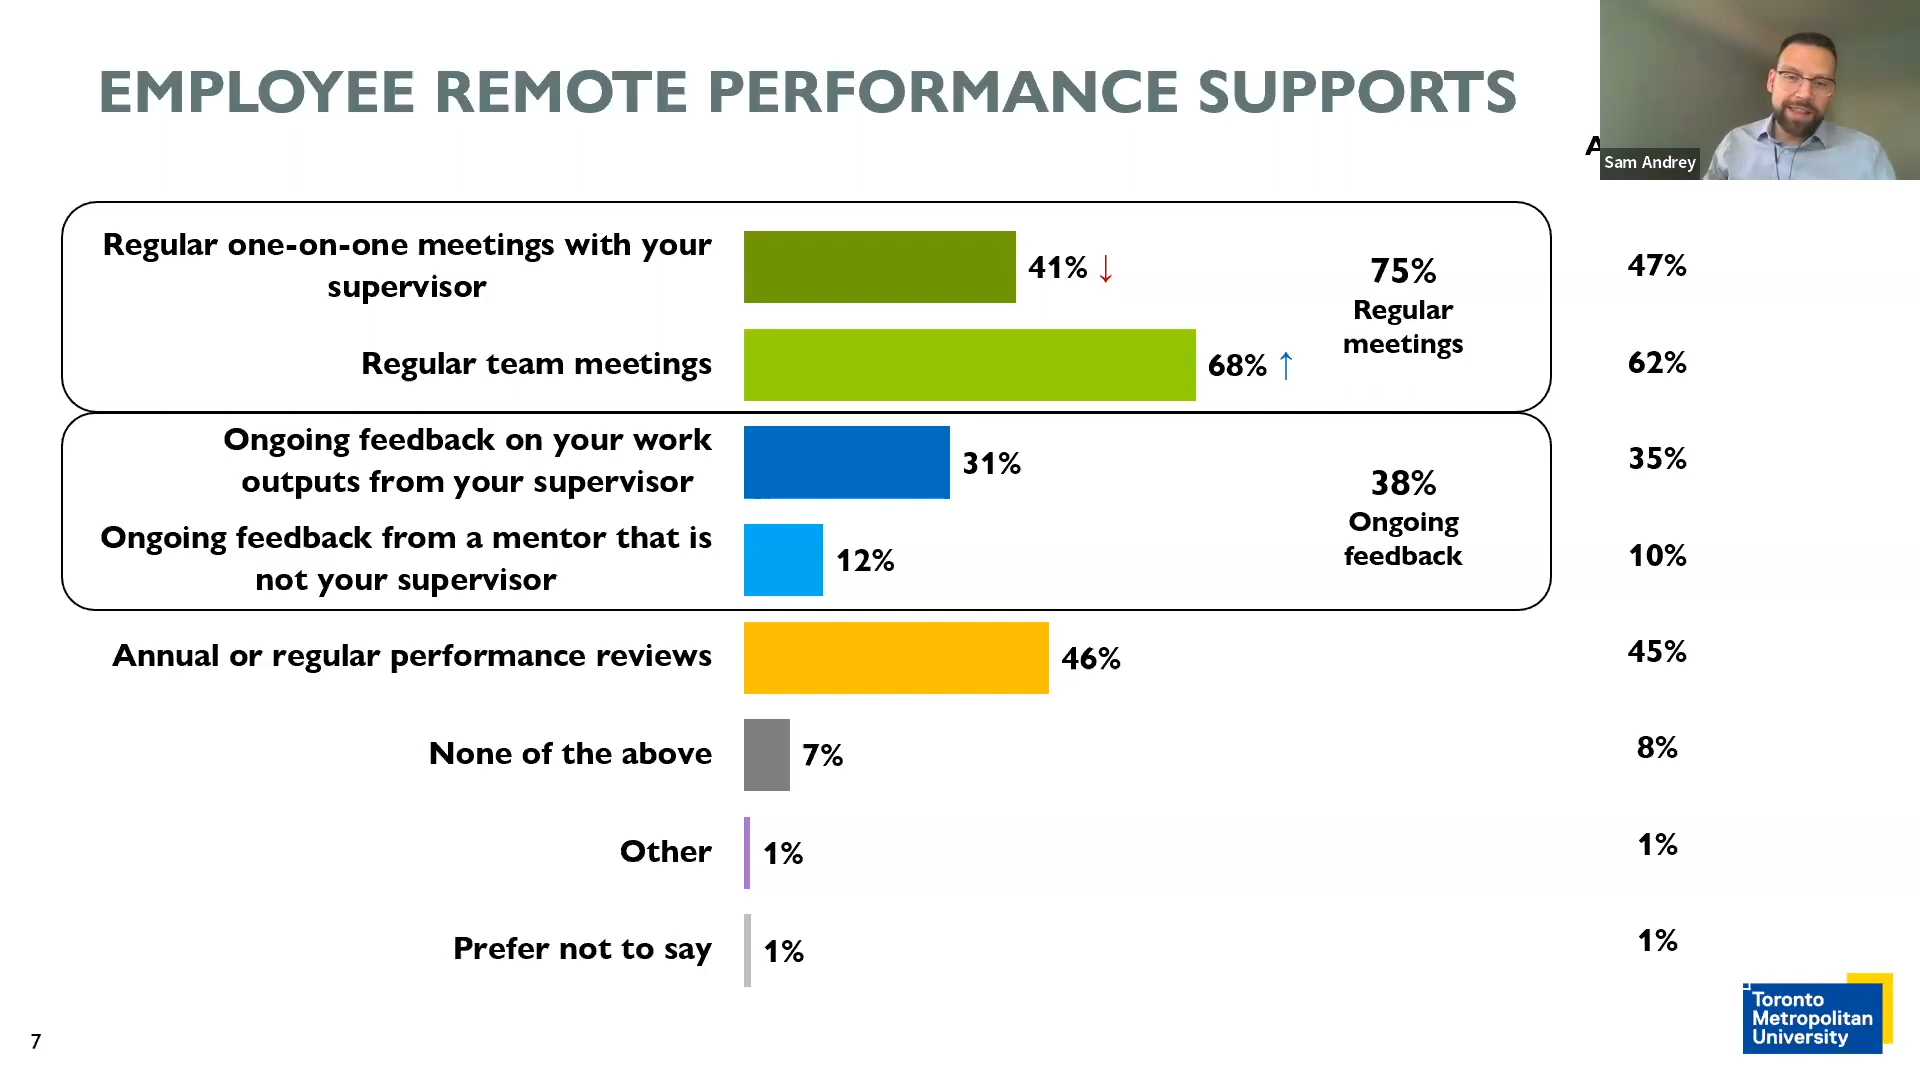 EMPLOYEE REMOTE PERFORMANCE SUPPORTS
Sam Andrey
Regular one-on-one meetings with your
supervisor
41% ↓
75%
Regular
meetings
47%
Regular team meetings
68% ↑
62%
Ongoing feedback on your work
outputs from your supervisor
31%
38%
Ongoing
feedback
35%
Ongoing feedback from a mentor that is
not your supervisor
12%
10%
Annual or regular performance reviews
46%
45%
None of the above
7%
8%
Other
1%
1%
Prefer not to say
1%
1%
Toronto
Metropolitan
University
7